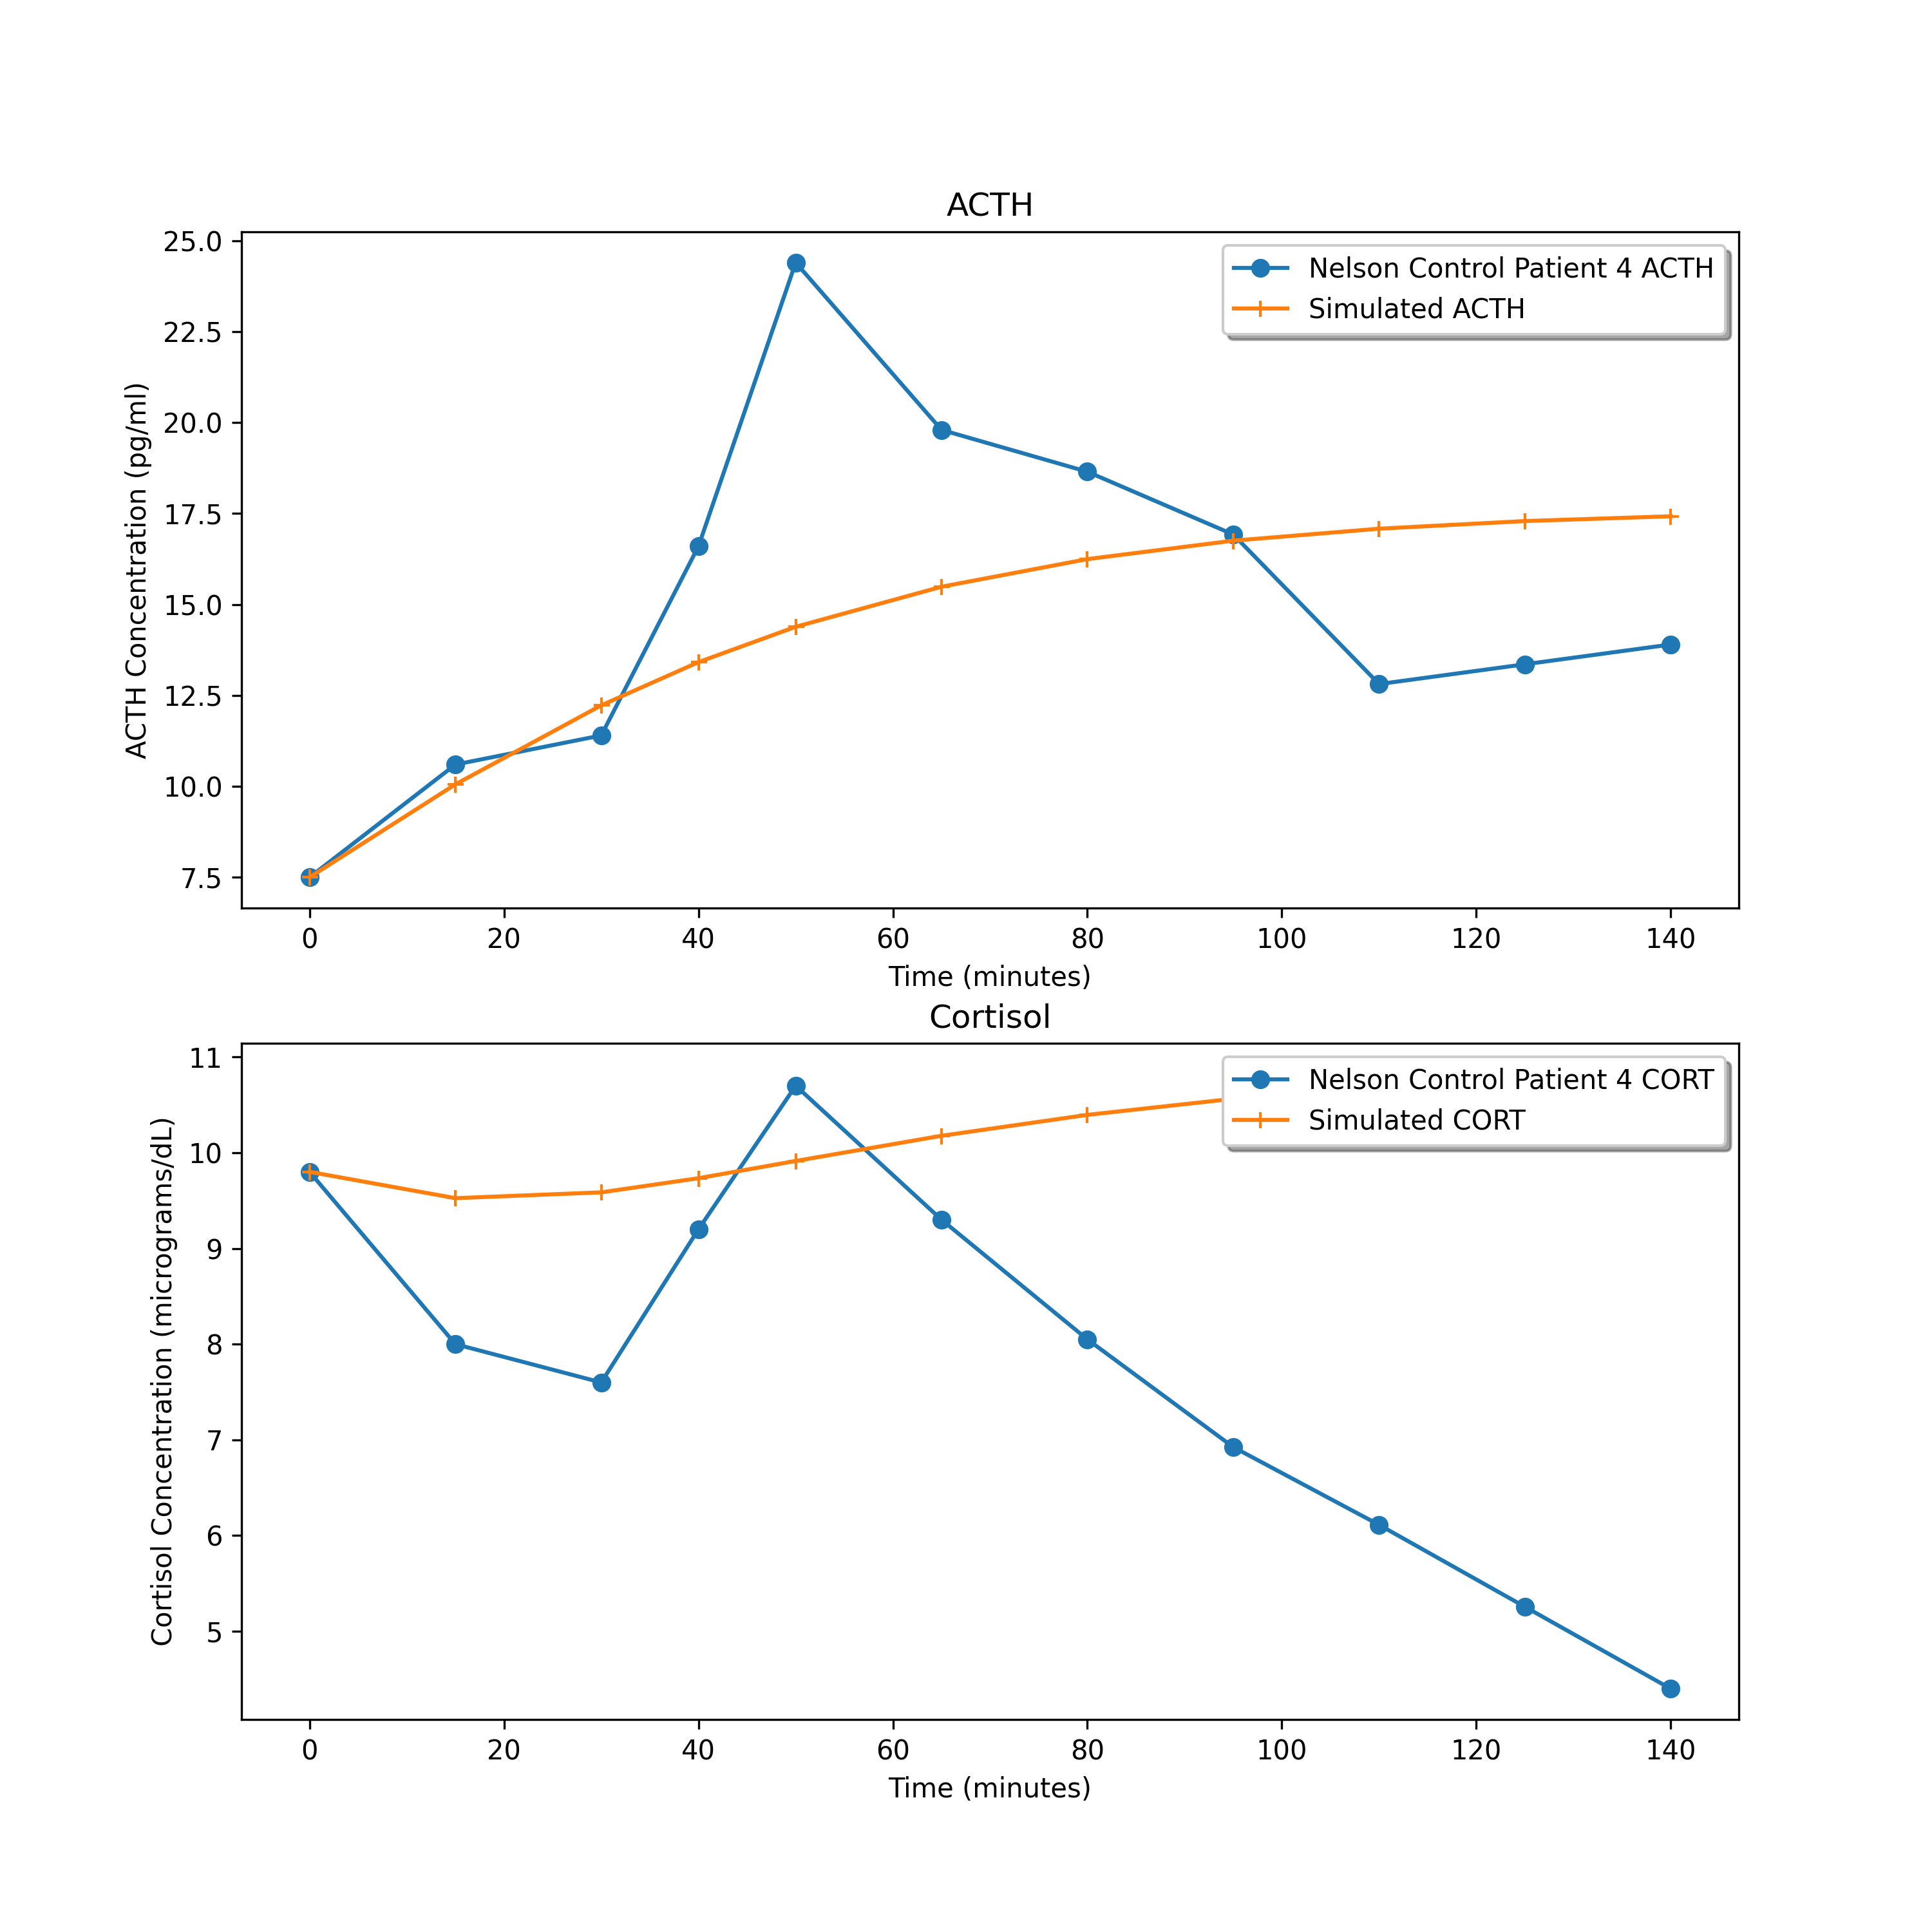 ACTH
25.0
22.5
20.0
17.5
15.0
12.5
10.0
7.5
ACTH Concentration (pg/ml)
Nelson Control Patient 4 ACTH
Simulated ACTH
0 20 40 60 80 100 120 140
Time (minutes)
Cortisol
11
10
9
8
7
6
5
Cortisol Concentration (micrograms/dL)
Nelson Control Patient 4 CORT
Simulated CORT
0 20 40 60 80 100 120 140
Time (minutes)